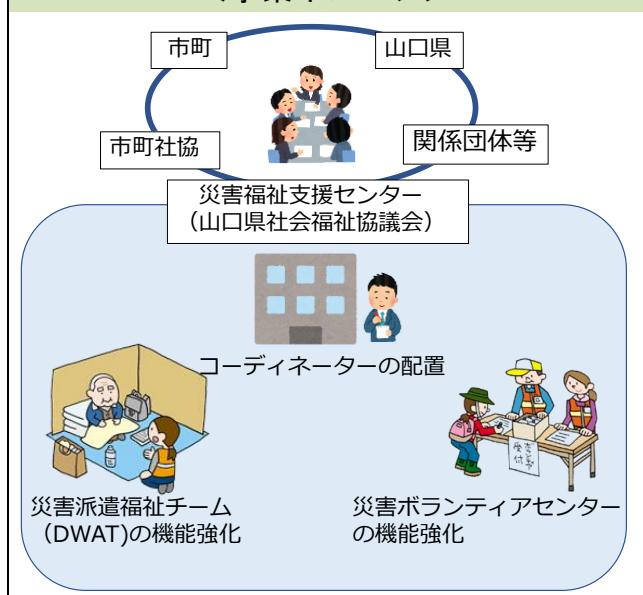 市町
山口県
市町社協
関係団体等
災害福祉支援センター
（山口県社会福祉協議会）
コーディネーターの配置
災害派遣福祉チーム
（DWAT)の機能強化
災害ボランティアセンター
の機能強化
受付